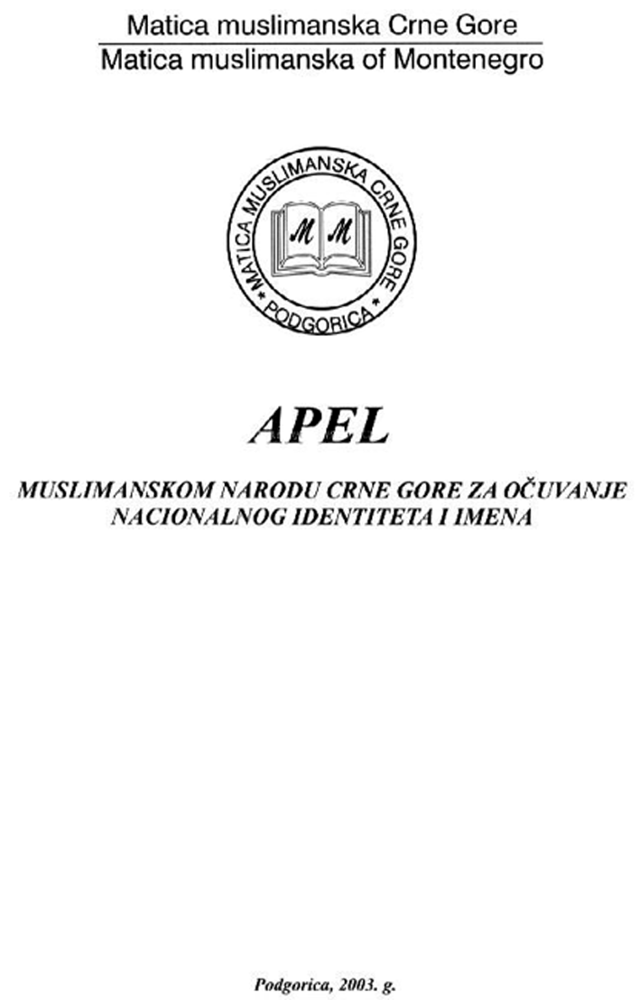 Matica muslimanska Crne Gore
Matica muslimanska of Montenegro
MATICA MUSLIMANSKA CRNE GORE
M M
* PODGORICA *
APEL
MUSLIMANSKOM NARODU CRNE GORE ZA OČUVANJE
NACIONALNOG IDENTITETA I IMENA
Podgorica, 2003. g.